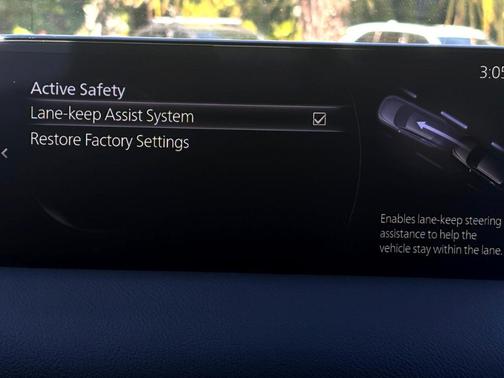 3:05
Active Safety
Lane-keep Assist System
Restore Factory Settings
Enables lane-keep steering
assistance to help the
vehicle stay within the lane.